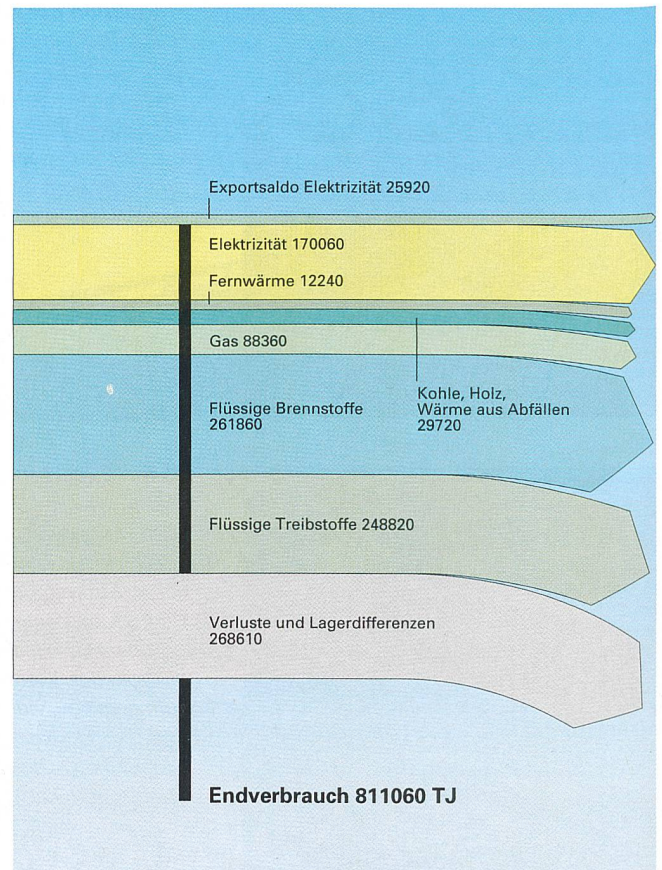 Exportsaldo Elektrizität 25920
Elektrizität 170060
Fernwärme 12240
Gas 88360
Kohle, Holz,
Wärme aus Abfällen
29720
Flüssige Brennstoffe
261860
Flüssige Treibstoffe 248820
Verluste und Lagerdifferenzen
268610
Endverbrauch 811060 TJ